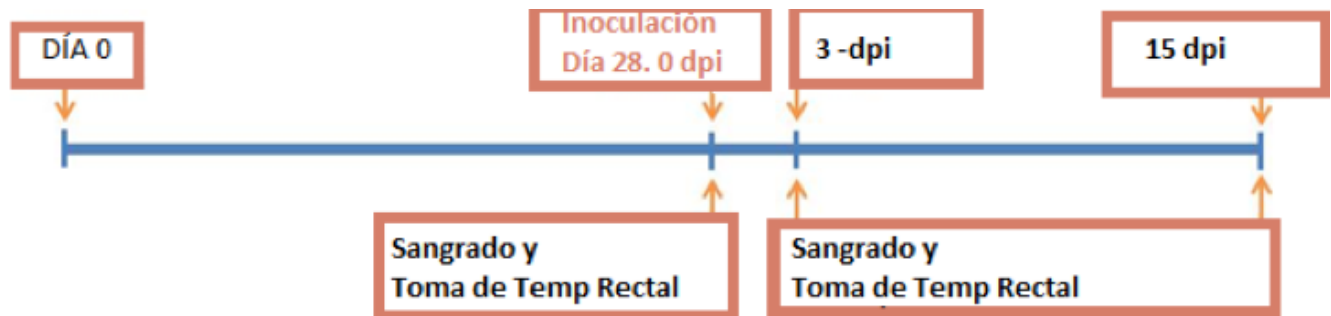 DÍA 0
Inoculación
Día 28. 0 dpi
3 -dpi
15 dpi
Sangrado y
Toma de Temp Rectal
Sangrado y
Toma de Temp Rectal